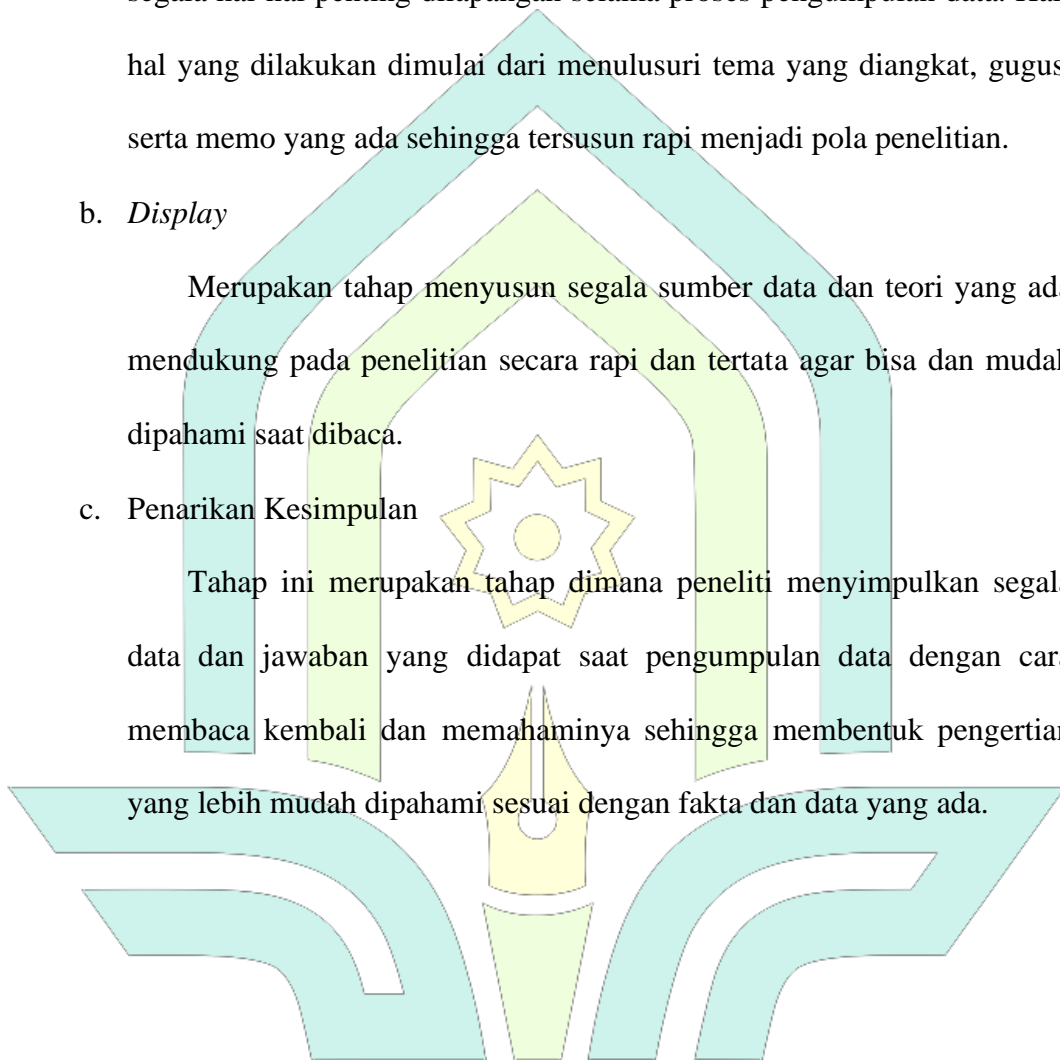 hal yang dilakukan dimulai dari menulusuri tema yang diangkat, gugus
serta memo yang ada sehingga tersusun rapi menjadi pola penelitian.
b. Display
Merupakan tahap menyusun segala sumber data dan teori yang ada
mendukung pada penelitian secara rapi dan tertata agar bisa dan mudah
dipahami saat dibaca.
c. Penarikan Kesimpulan
Tahap ini merupakan tahap dimana peneliti menyimpulkan segala
data dan jawaban yang didapat saat pengumpulan data dengan cara
membaca kembali dan memahaminya sehingga membentuk pengertian
yang lebih mudah dipahami sesuai dengan fakta dan data yang ada.